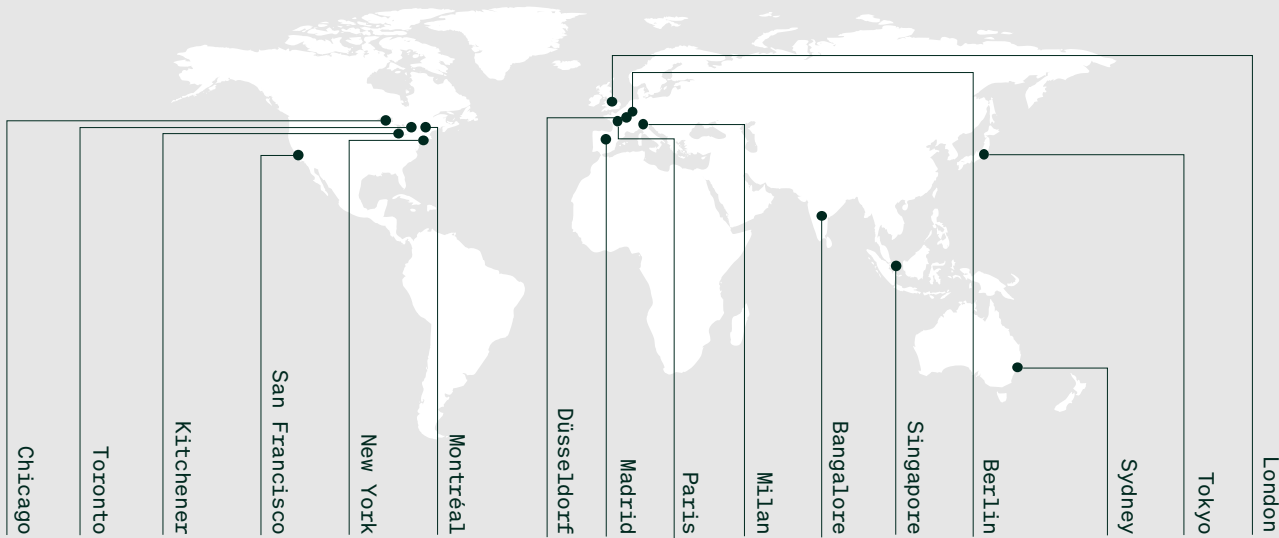 Chicago
Toronto
Kitchener
San Francisco
New York
Montréal
Düsseldorf
Madrid
Paris
Milan
Bangalore
Singapore
Berlin
Sydney
Tokyo
London